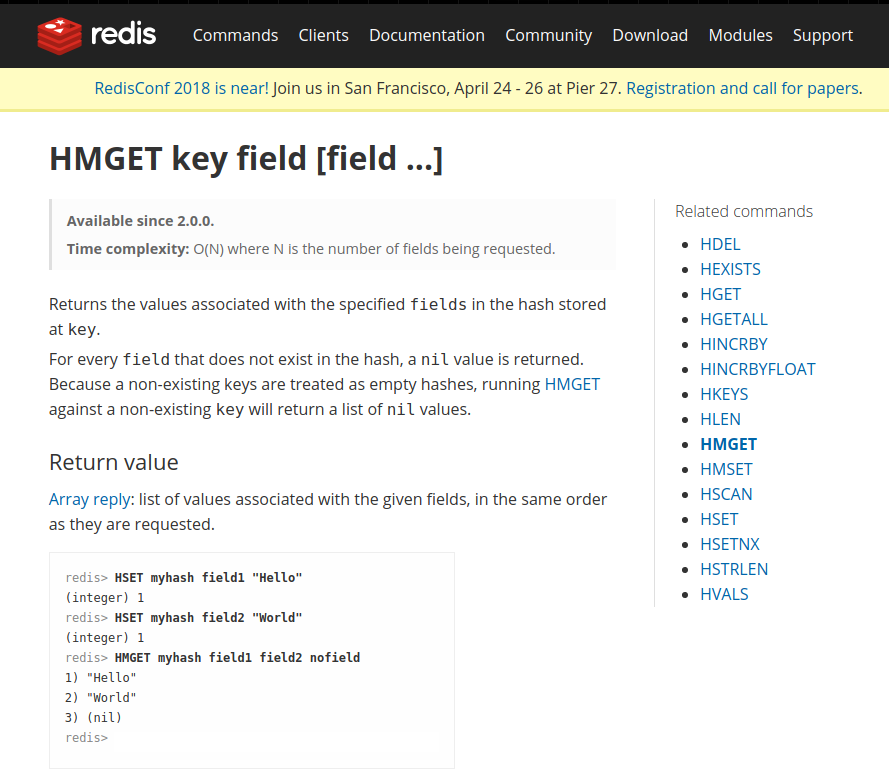 redis
Commands Clients Documentation Community Download Modules Support
RedisConf 2018 is near! Join us in San Francisco, April 24 - 26 at Pier 27. Registration and call for papers.
HMGET key field [field ...]
Available since 2.0.0.
Time complexity: O(N) where N is the number of fields being requested.
Returns the values associated with the specified fields in the hash stored
at key.
For every field that does not exist in the hash, a nil value is returned.
Because a non-existing keys are treated as empty hashes, running HMGET
against a non-existing key will return a list of nil values.
Return value
Array reply: list of values associated with the given fields, in the same order
as they are requested.
redis> HSET myhash field1 "Hello"
(integer) 1
redis> HSET myhash field2 "World"
(integer) 1
redis> HMGET myhash field1 field2 nofield
1) "Hello"
2) "World"
3) (nil)
redis>
Related commands
HDEL
HEXISTS
HGET
HGETALL
HINCRBY
HINCRBYFLOAT
HKEYS
HLEN
HMGET
HMSET
HSCAN
HSET
HSETNX
HSTRLEN
HVALS